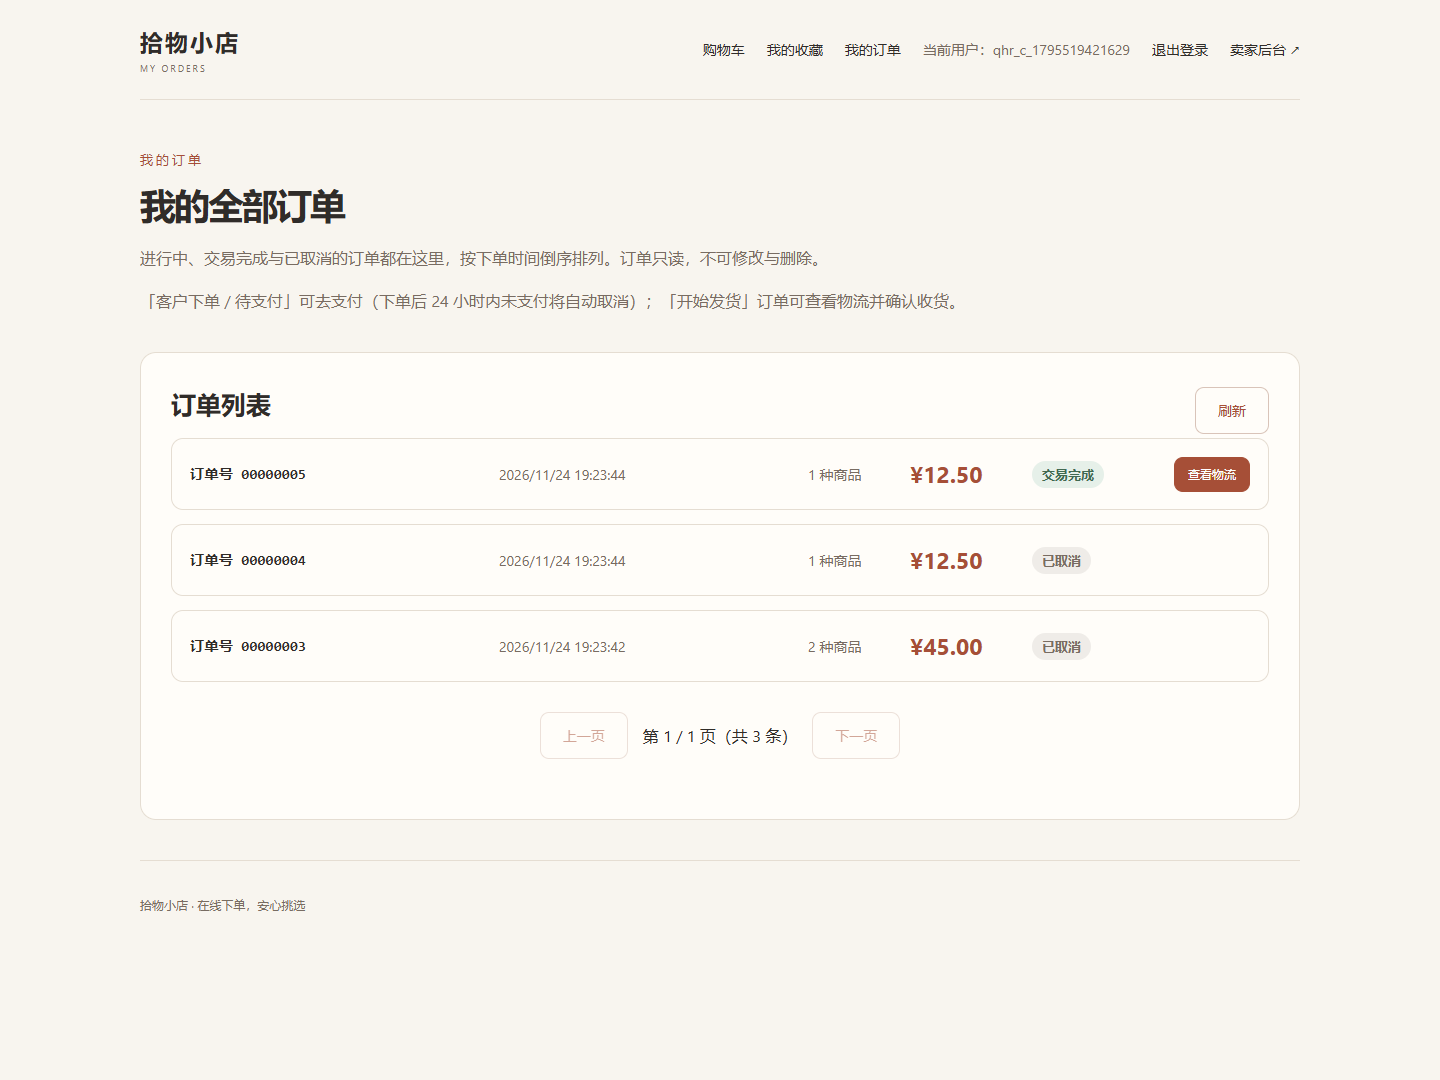 拾物小店
MY ORDERS
购物车 我的收藏 我的订单 当前用户：qhr_c_1795519421629 退出登录 卖家后台 ↗
我的订单
我的全部订单
进行中、交易完成与已取消的订单都在这里，按下单时间倒序排列。订单只读，不可修改与删除。
「客户下单 / 待支付」可去支付（下单后 24 小时内未支付将自动取消）；「开始发货」订单可查看物流并确认收货。
订单列表
刷新
订单号 00000005 2026/11/24 19:23:44 1 种商品 ¥12.50 交易完成 查看物流
订单号 00000004 2026/11/24 19:23:44 1 种商品 ¥12.50 已取消
订单号 00000003 2026/11/24 19:23:42 2 种商品 ¥45.00 已取消
上一页 第 1 / 1 页（共 3 条） 下一页
拾物小店 · 在线下单，安心挑选